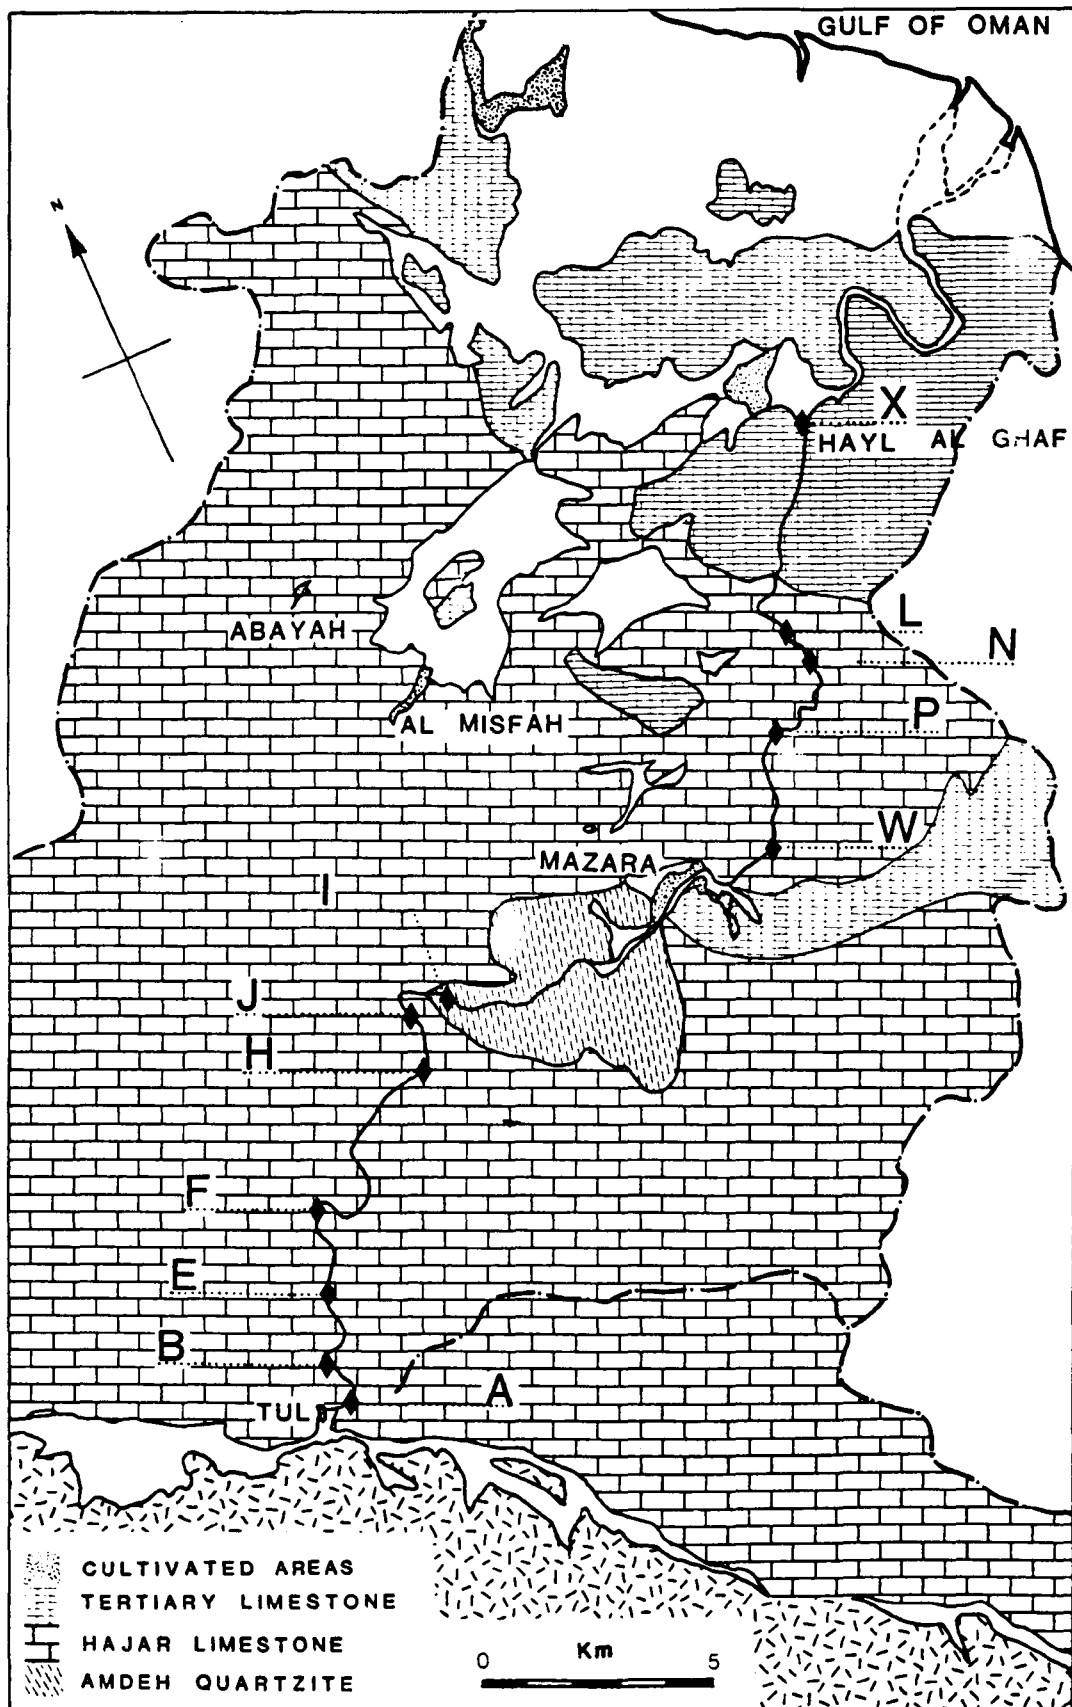 GULF OF OMAN
N
X
HAYL AL GHAF
L
ABAYAH
N
AL MISFAH
P
W
MAZARA
I
J
H
F
E
B
A
TUL
CULTIVATED AREAS
TERTIARY LIMESTONE
HAJAR LIMESTONE
AMDEH QUARTZITE
Km
0 5